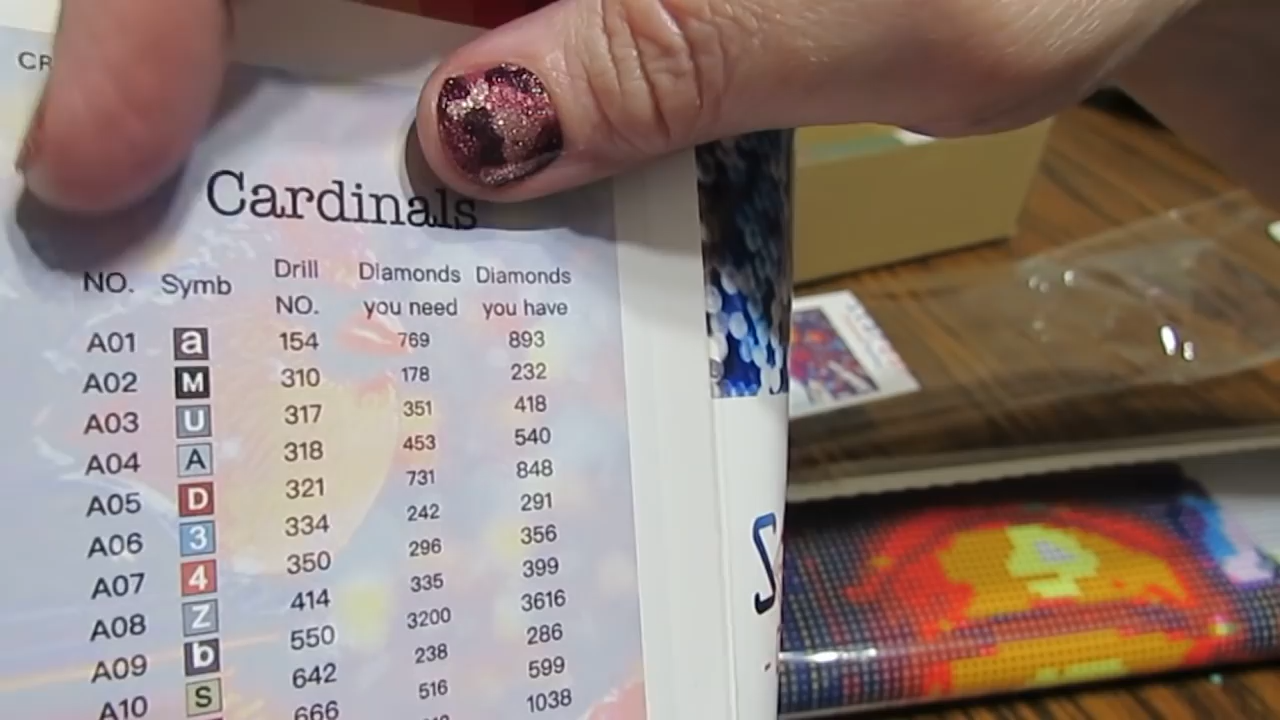 CR
Cardinals
NO. Symb Drill NO. Diamonds you need Diamonds you have
A01 a 154 769 893
A02 M 310 178 232
A03 U 317 351 418
A04 A 318 453 540
A05 D 321 731 848
A06 3 334 242 291
A07 4 350 296 356
A08 Z 414 335 399
A09 b 550 3200 3616
A10 S 642 238 286
666 516 599
1038